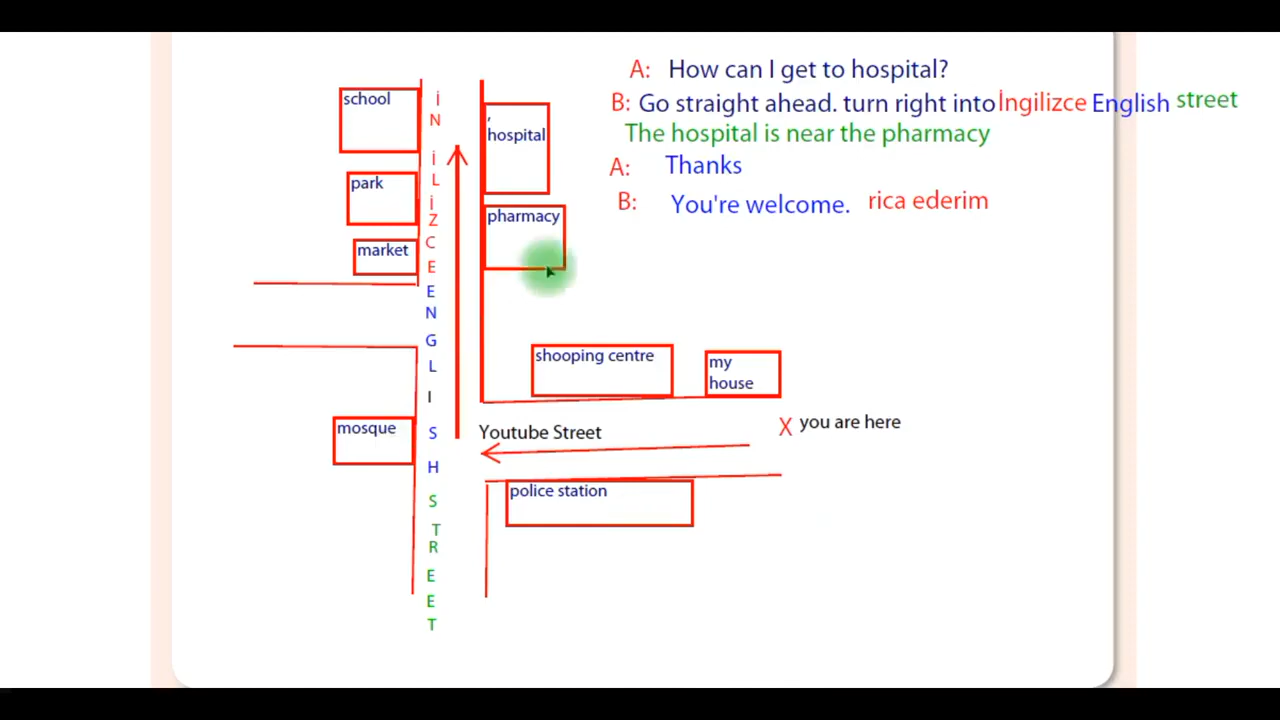 A: How can I get to hospital?
B: Go straight ahead. turn right into İngilizce English street
The hospital is near the pharmacy
A: Thanks
B: You're welcome. rica ederim
school
,
hospital
park
pharmacy
market
İN İLİZCE ENGLISH STREET
shooping centre
my
house
mosque
Youtube Street
X you are here
police station